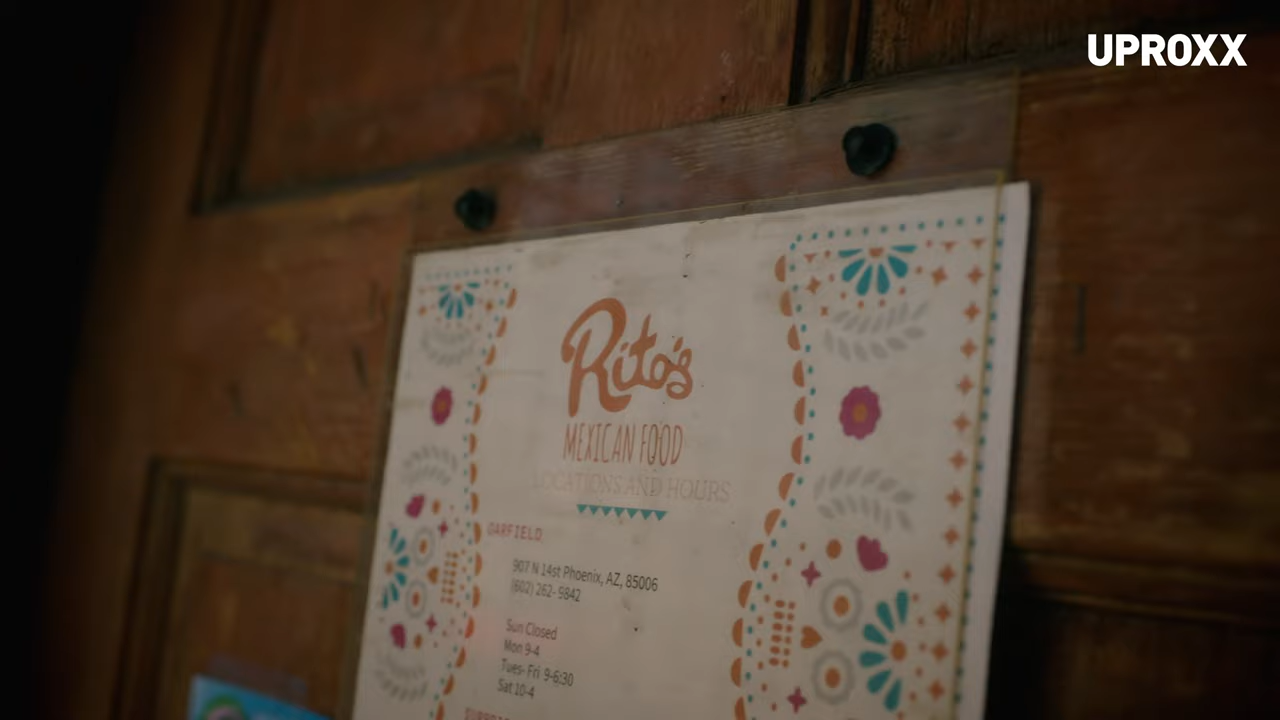 UPROXX
Rito's
MEXICAN FOOD
LOCATIONS AND HOURS
GARFIELD
907 N 14st Phoenix, AZ, 85006
(602) 262- 9842
Sun Closed
Mon 9-4
Tues- Fri 9-6:30
Sat 10-4